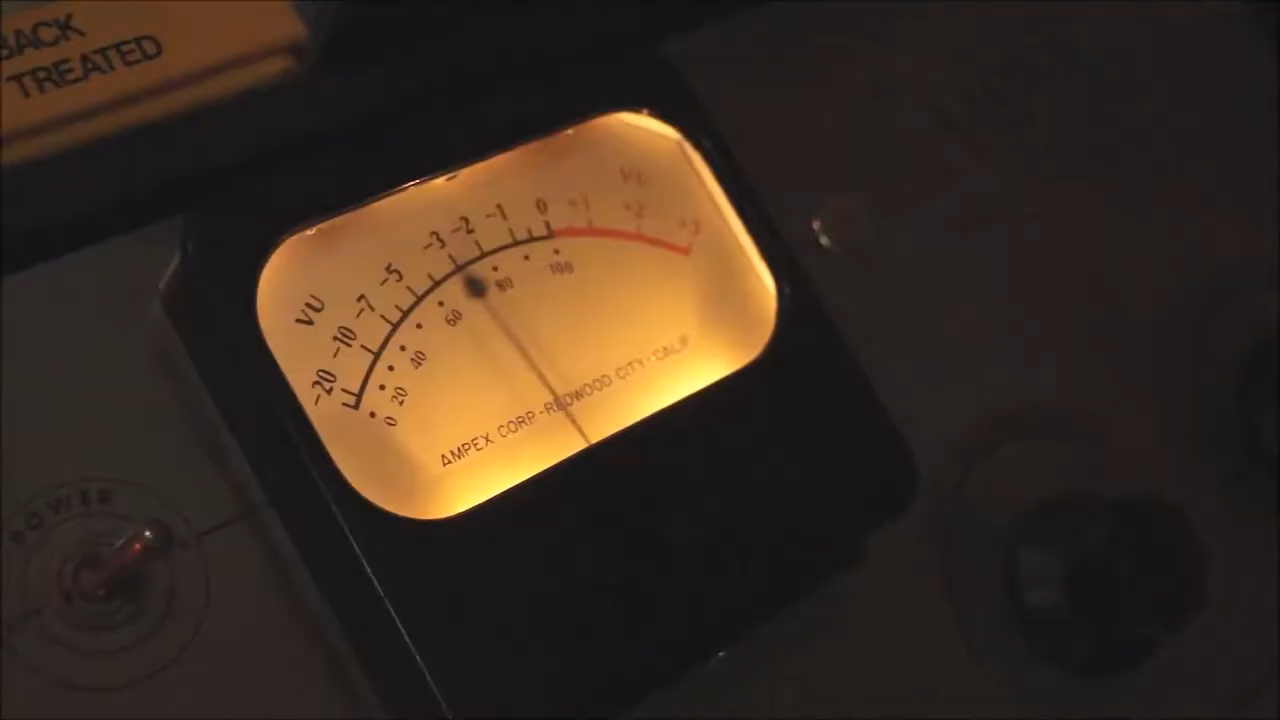 BACK
TREATED
VU
-20 -10 -7 -5 -3 -2 -1 0 +1 +2 +3
VU
0 20 40 60 80 100
AMPEX CORP.-REDWOOD CITY-CALIF
POWER